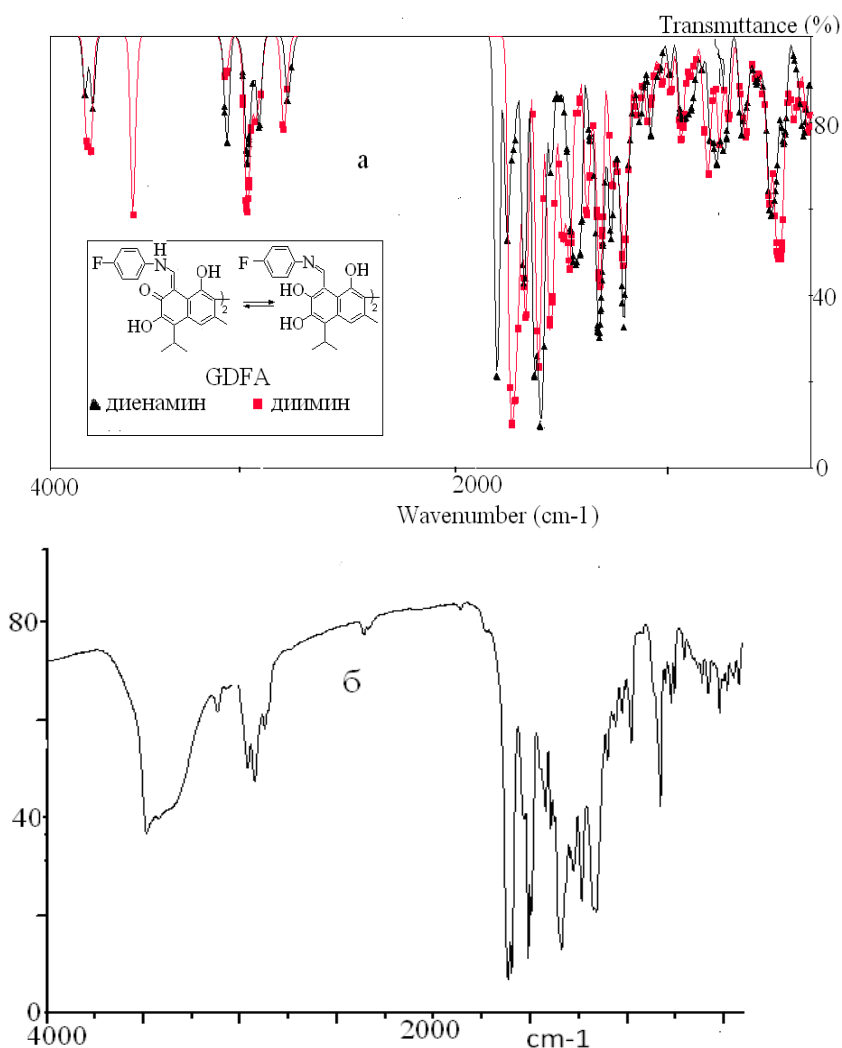 Transmittance (%)
80
a
40
0
H
F
N
OH
O
HO
)2
F
N
OH
HO
HO
)2
GDFA
диенамин
диимин
4000
2000
Wavenumber (cm-1)
80
б
40
0
4000
2000
cm-1